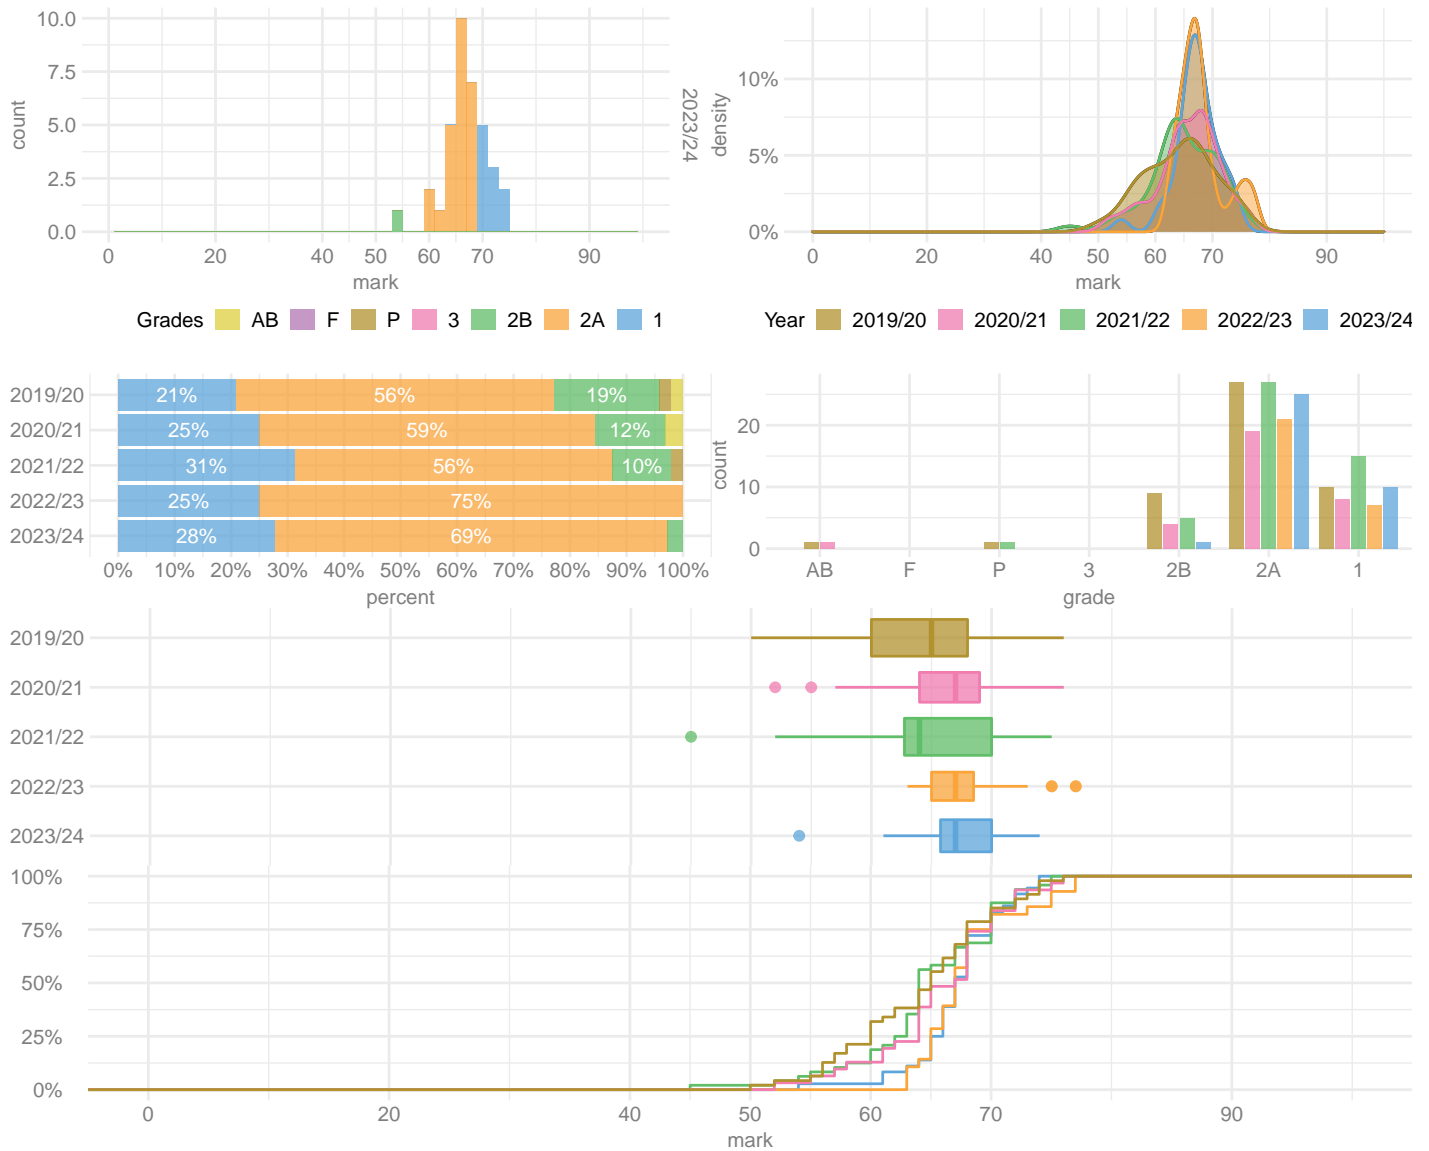 10.0
7.5
5.0
2.5
0.0
count
0 20 40 50 60 70 90
mark
2023/24
density
10%
5%
0%
0 20 40 50 60 70 90
mark
Grades AB F P 3 2B 2A 1
Year 2019/20 2020/21 2021/22 2022/23 2023/24
2019/20 21% 56% 19%
2020/21 25% 59% 12%
2021/22 31% 56% 10%
2022/23 25% 75%
2023/24 28% 69%
0% 10% 20% 30% 40% 50% 60% 70% 80% 90% 100%
percent
count
20
10
0
AB F P 3 2B 2A 1
grade
2019/20
2020/21
2021/22
2022/23
2023/24
100%
75%
50%
25%
0%
0 20 40 50 60 70 90
mark